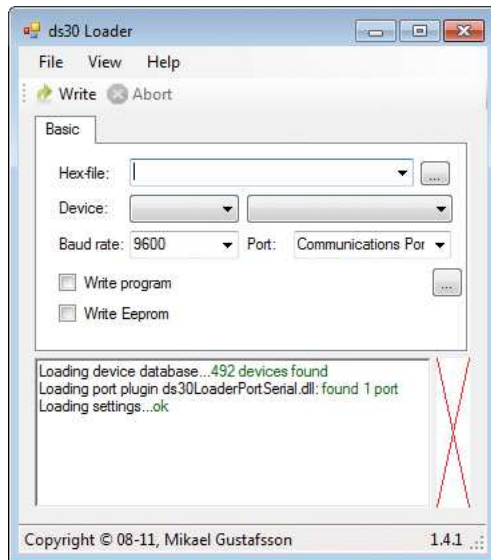 ds30 Loader
File View Help
Write Abort
Basic
Hex-file: ...
Device:
Baud rate: 9600 Port: Communications Por
Write program ...
Write Eeprom
Loading device database...492 devices found
Loading port plugin ds30LoaderPortSerial.dll: found 1 port
Loading settings...ok
Copyright © 08-11, Mikael Gustafsson 1.4.1